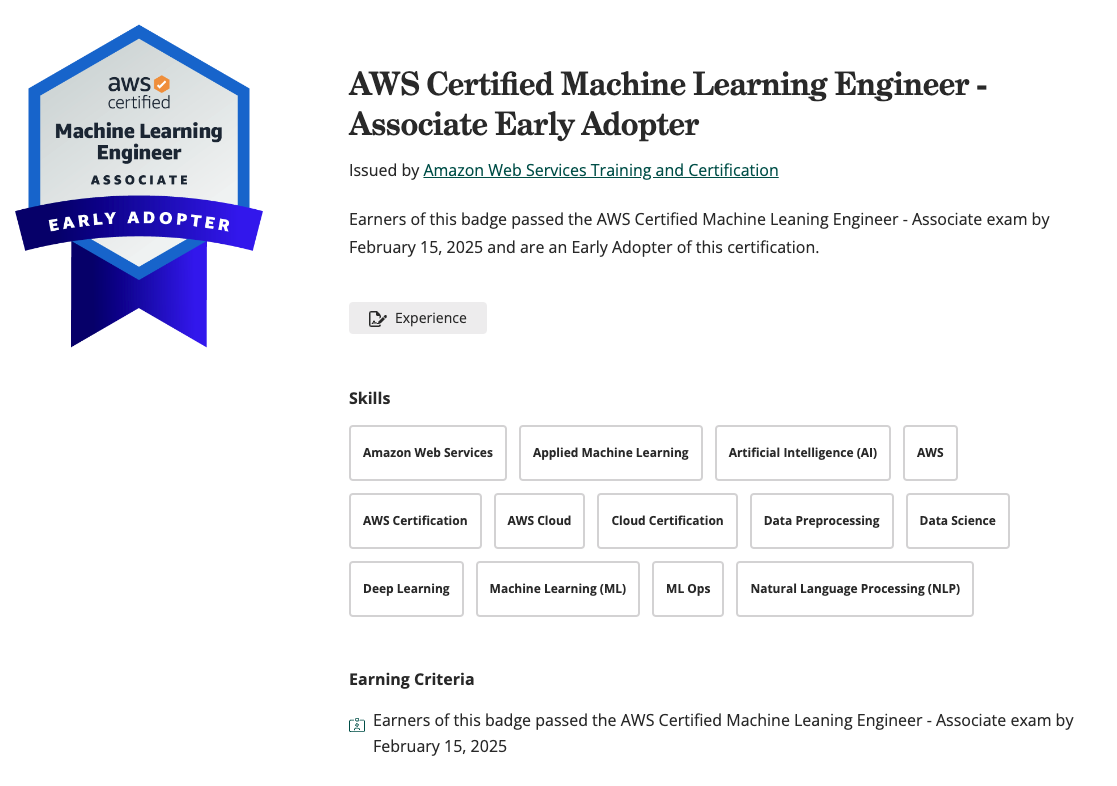 aws
certified
Machine Learning
Engineer
ASSOCIATE
EARLY ADOPTER
AWS Certified Machine Learning Engineer -
Associate Early Adopter
Issued by Amazon Web Services Training and Certification
Earners of this badge passed the AWS Certified Machine Leaning Engineer - Associate exam by
February 15, 2025 and are an Early Adopter of this certification.
Experience
Skills
Amazon Web Services Applied Machine Learning Artificial Intelligence (AI) AWS
AWS Certification AWS Cloud Cloud Certification Data Preprocessing Data Science
Deep Learning Machine Learning (ML) ML Ops Natural Language Processing (NLP)
Earning Criteria
Earners of this badge passed the AWS Certified Machine Leaning Engineer - Associate exam by
February 15, 2025